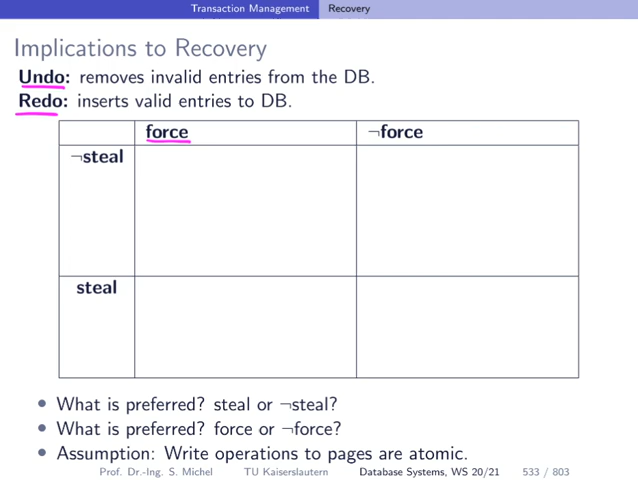 Transaction Management Recovery
Implications to Recovery
Undo: removes invalid entries from the DB.
Redo: inserts valid entries to DB.
force ¬force
¬steal
steal
• What is preferred? steal or ¬steal?
• What is preferred? force or ¬force?
• Assumption: Write operations to pages are atomic.
Prof. Dr.-Ing. S. Michel TU Kaiserslautern Database Systems, WS 20/21 533 / 803